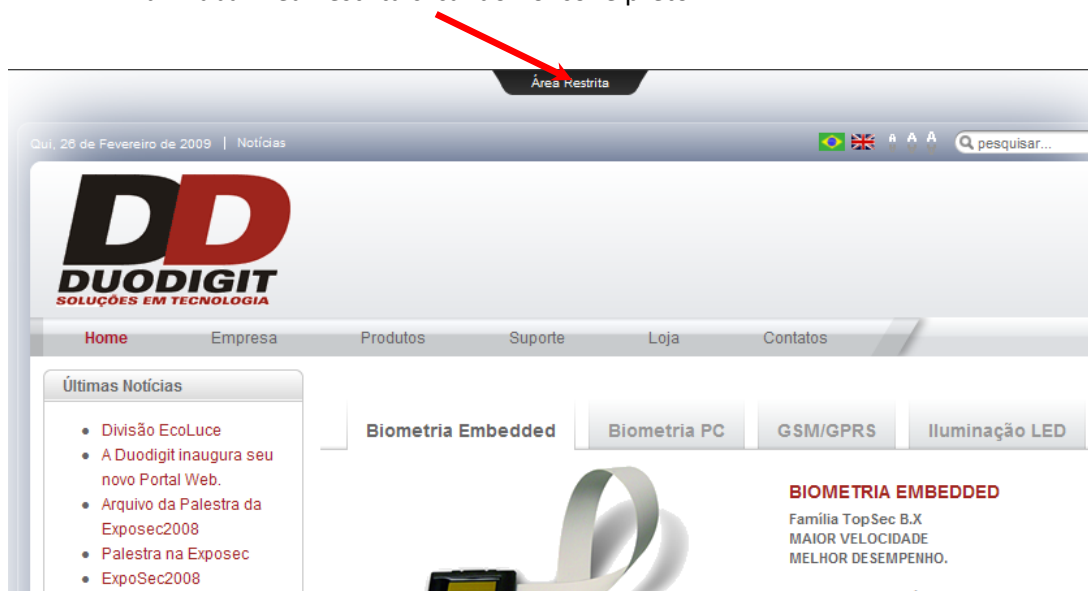 Área Restrita
Qui, 26 de Fevereiro de 2009 | Notícias
A A A
pesquisar...
DD
DUODIGIT
SOLUÇÕES EM TECNOLOGIA
Home Empresa Produtos Suporte Loja Contatos
Últimas Notícias
Divisão EcoLuce
A Duodigit inaugura seu
novo Portal Web.
Arquivo da Palestra da
Exposec2008
Palestra na Exposec
ExpoSec2008
Biometria Embedded Biometria PC GSM/GPRS Iluminação LED
BIOMETRIA EMBEDDED
Família TopSec B.X
MAIOR VELOCIDADE
MELHOR DESEMPENHO.